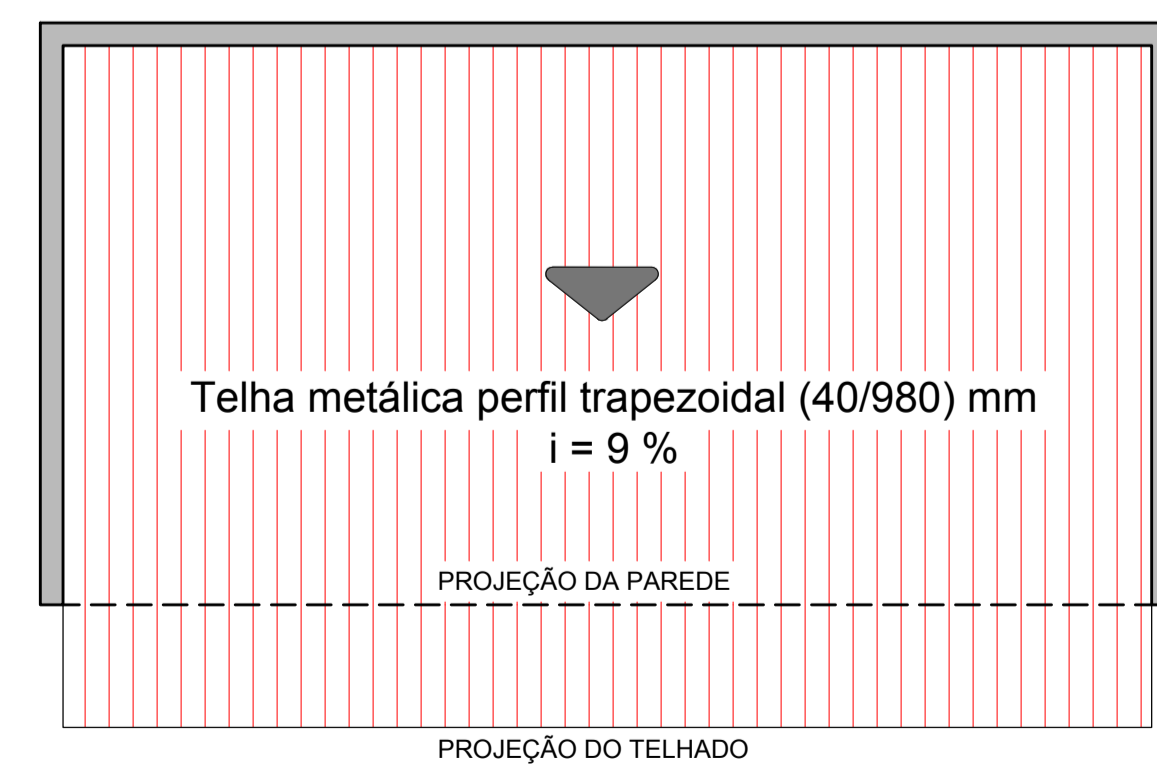 Telha metálica perfil trapezoidal (40/980) mm
i = 9 %
PROJEÇÃO DA PAREDE
PROJEÇÃO DO TELHADO